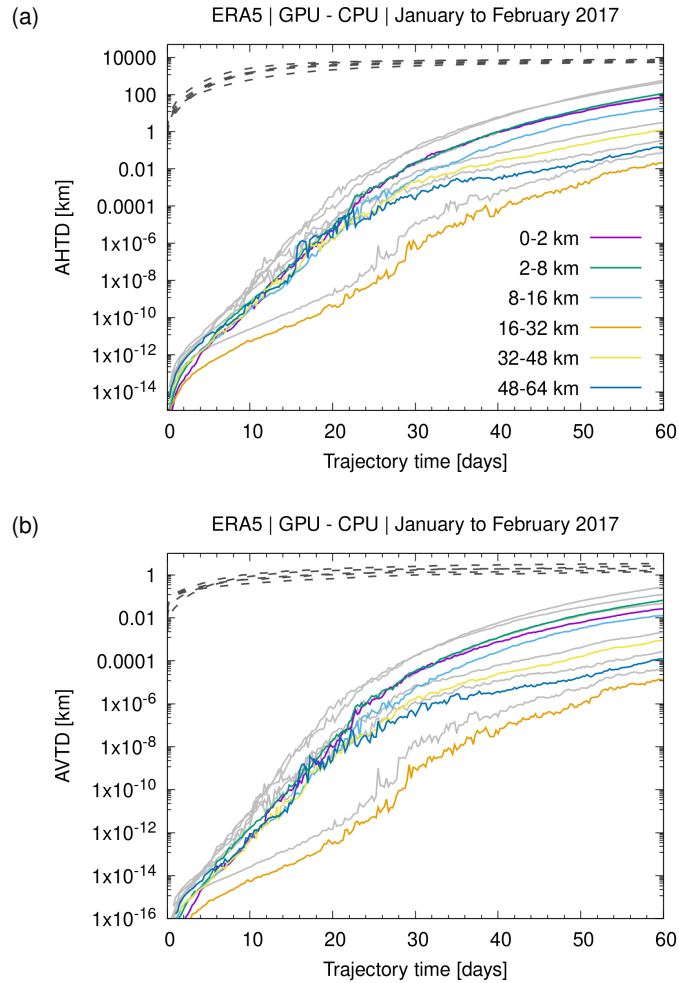 (a)
ERA5 | GPU - CPU | January to February 2017
AHTD [km]
10000
100
1
0.01
0.0001
1x10⁻⁶
1x10⁻⁸
1x10⁻¹⁰
1x10⁻¹²
1x10⁻¹⁴
0-2 km
2-8 km
8-16 km
16-32 km
32-48 km
48-64 km
0 10 20 30 40 50 60
Trajectory time [days]
(b)
ERA5 | GPU - CPU | January to February 2017
AVTD [km]
1
0.01
0.0001
1x10⁻⁶
1x10⁻⁸
1x10⁻¹⁰
1x10⁻¹²
1x10⁻¹⁴
1x10⁻¹⁶
0 10 20 30 40 50 60
Trajectory time [days]